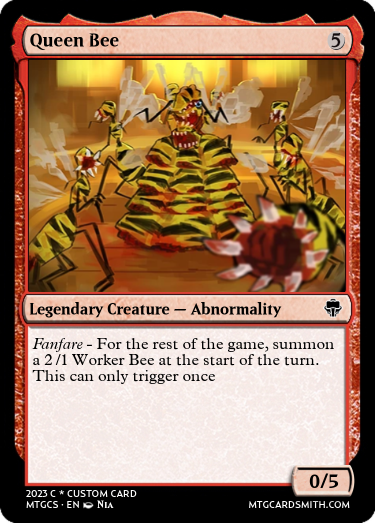 Queen Bee 5
Legendary Creature — Abnormality
Fanfare - For the rest of the game, summon
a 2/1 Worker Bee at the start of the turn.
This can only trigger once
0/5
2023 C * CUSTOM CARD
MTGCS · EN NIA
MTGCARDSMITH.COM